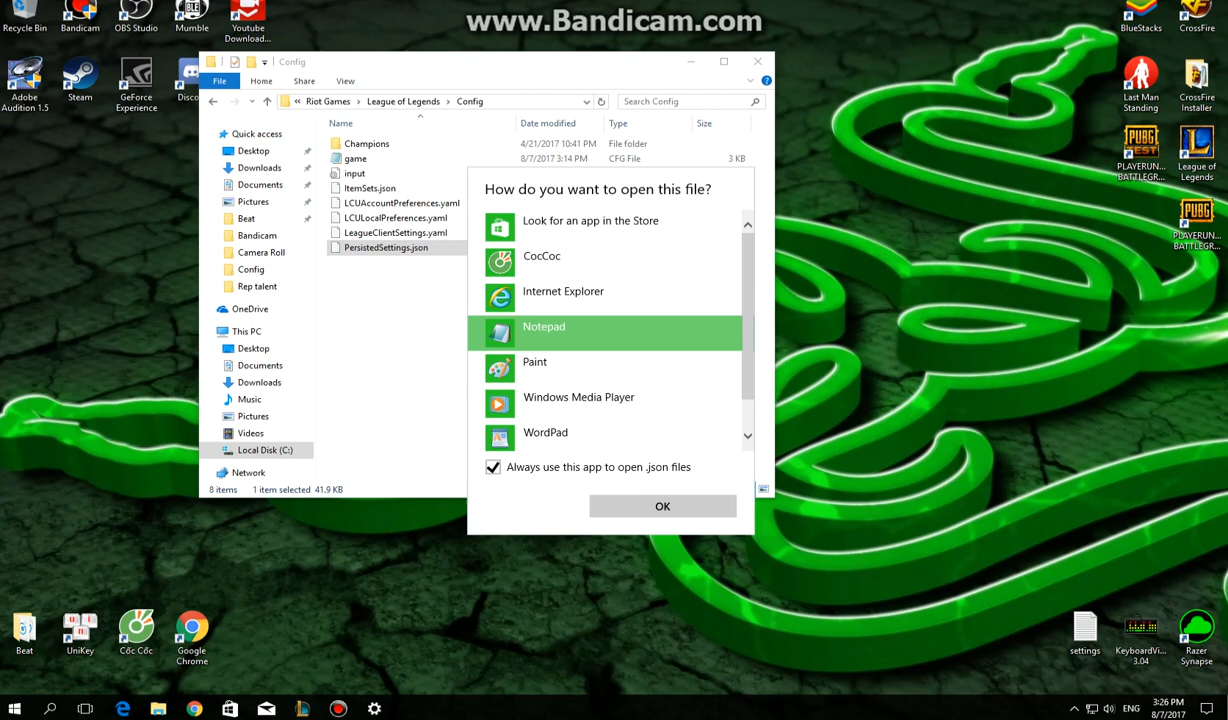 www.Bandicam.com
Recycle Bin
Bandicam
OBS Studio
Mumble
Youtube
Download...
BlueStacks
CrossFire
Config
File
Home
Share
View
Adobe
Audition 1.5
Steam
GeForce
Experience
Disco
« Riot Games > League of Legends > Config
Search Config
Name
Date modified
Type
Size
Last Man
Standing
CrossFire
Installer
Quick access
Desktop
Downloads
Documents
Pictures
Beat
Bandicam
Camera Roll
Config
Rep talent
OneDrive
This PC
Desktop
Documents
Downloads
Music
Pictures
Videos
Local Disk (C:)
Network
Champions
4/21/2017 10:41 PM
File folder
game
8/7/2017 3:14 PM
CFG File
3 KB
input
ItemSets.json
LCUAccountPreferences.yaml
LCULocalPreferences.yaml
LeagueClientSettings.yaml
PersistedSettings.json
How do you want to open this file?
Look for an app in the Store
CocCoc
Internet Explorer
Notepad
Paint
Windows Media Player
WordPad
Always use this app to open .json files
OK
8 items
1 item selected 41.9 KB
PUBG
TEST
PLAYERUN...
BATTLEGR...
League of
Legends
PUBG
PLAYERUN...
BATTLEGR...
Beat
UniKey
Cốc Cốc
Google
Chrome
settings
KeyboardVi...
3.04
Razer
Synapse
ENG
3:26 PM
8/7/2017